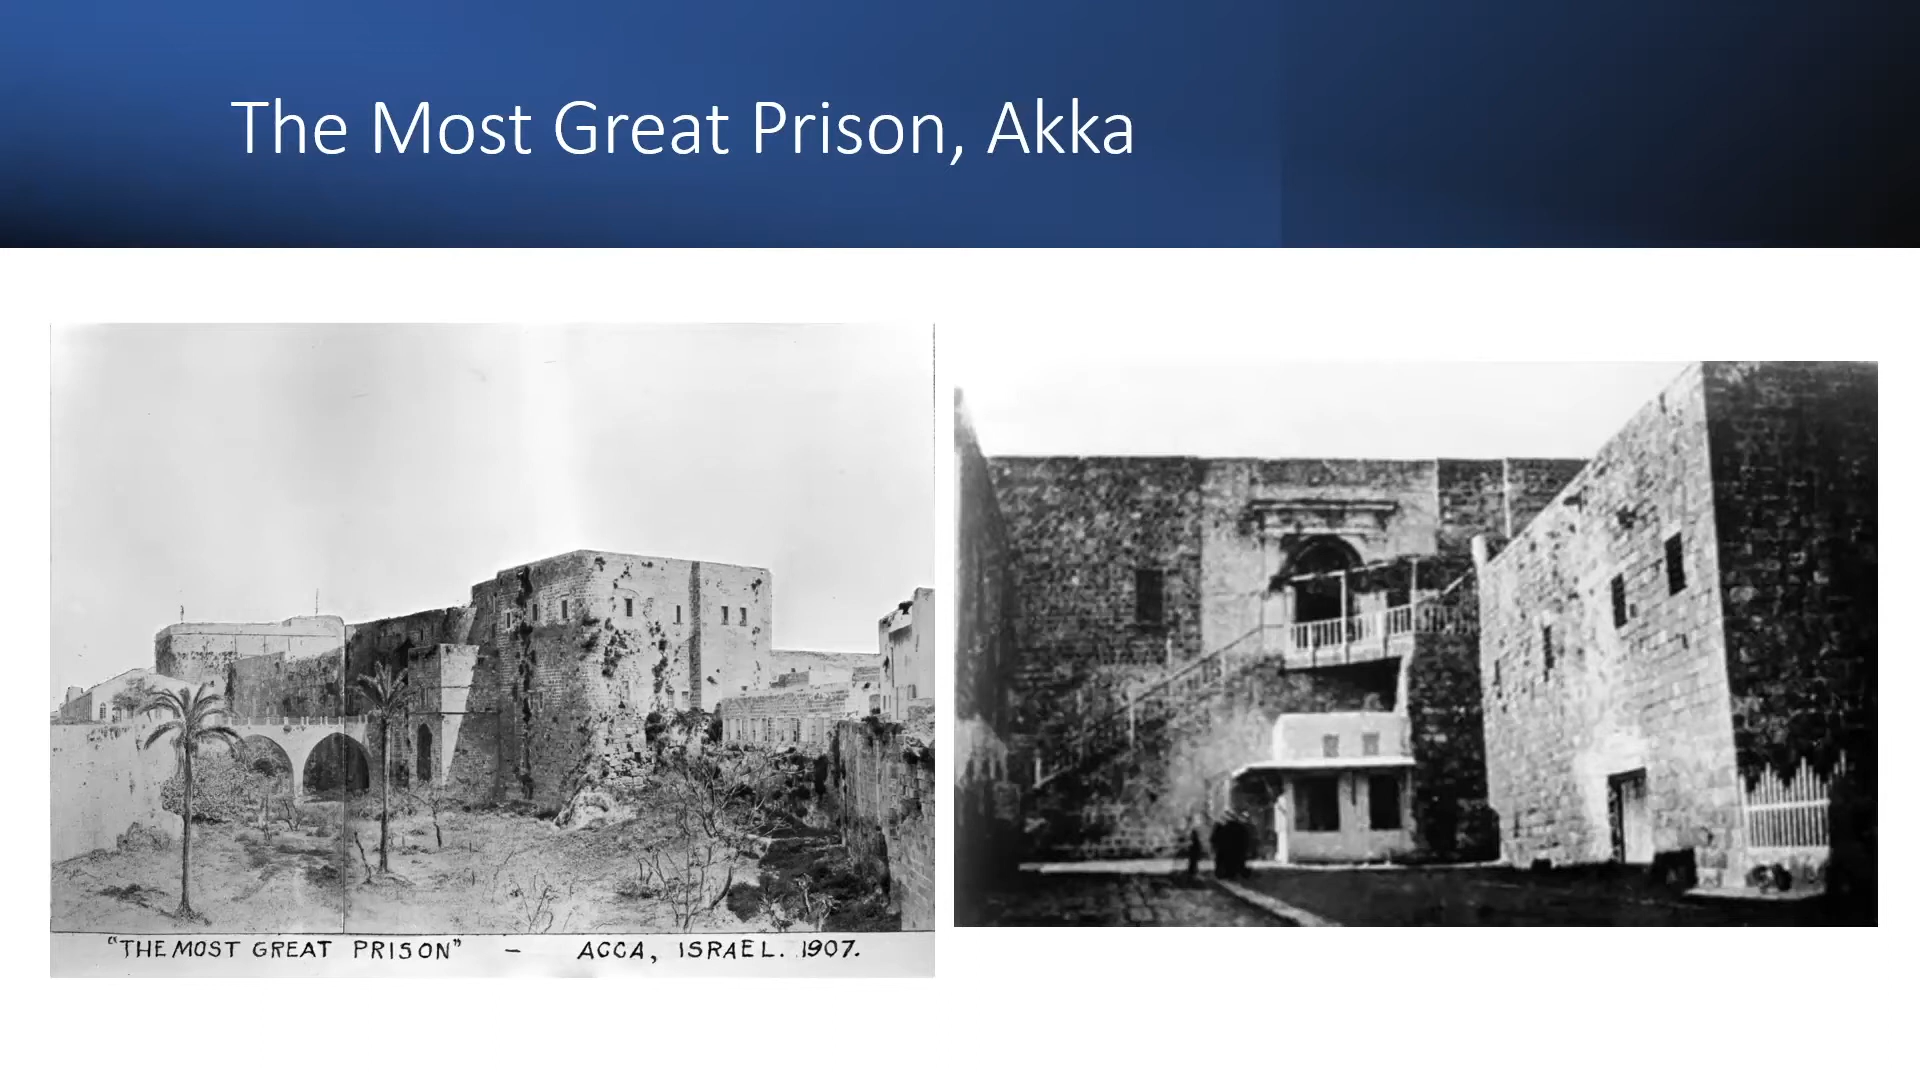 The Most Great Prison, Akka
"THE MOST GREAT PRISON" – ACCA, ISRAEL. 1907.